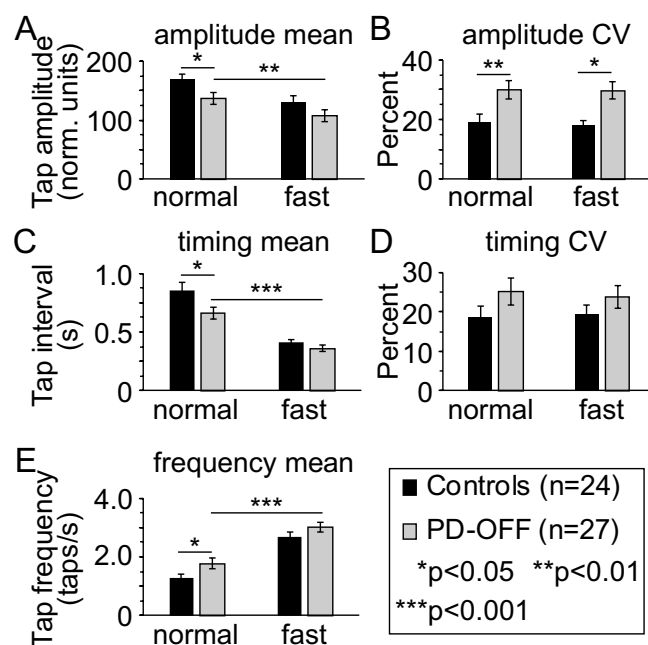 A amplitude mean
Tap amplitude
(norm. units)
200
100
0
* **
normal fast
B amplitude CV
Percent
40
20
0
** *
normal fast
C timing mean
Tap interval
(s)
1.0
0.5
0
* ***
normal fast
D timing CV
Percent
30
20
10
0
normal fast
E frequency mean
Tap frequency
(taps/s)
4.0
2.0
0
* ***
normal fast
Controls (n=24)
PD-OFF (n=27)
*p<0.05 **p<0.01
***p<0.001